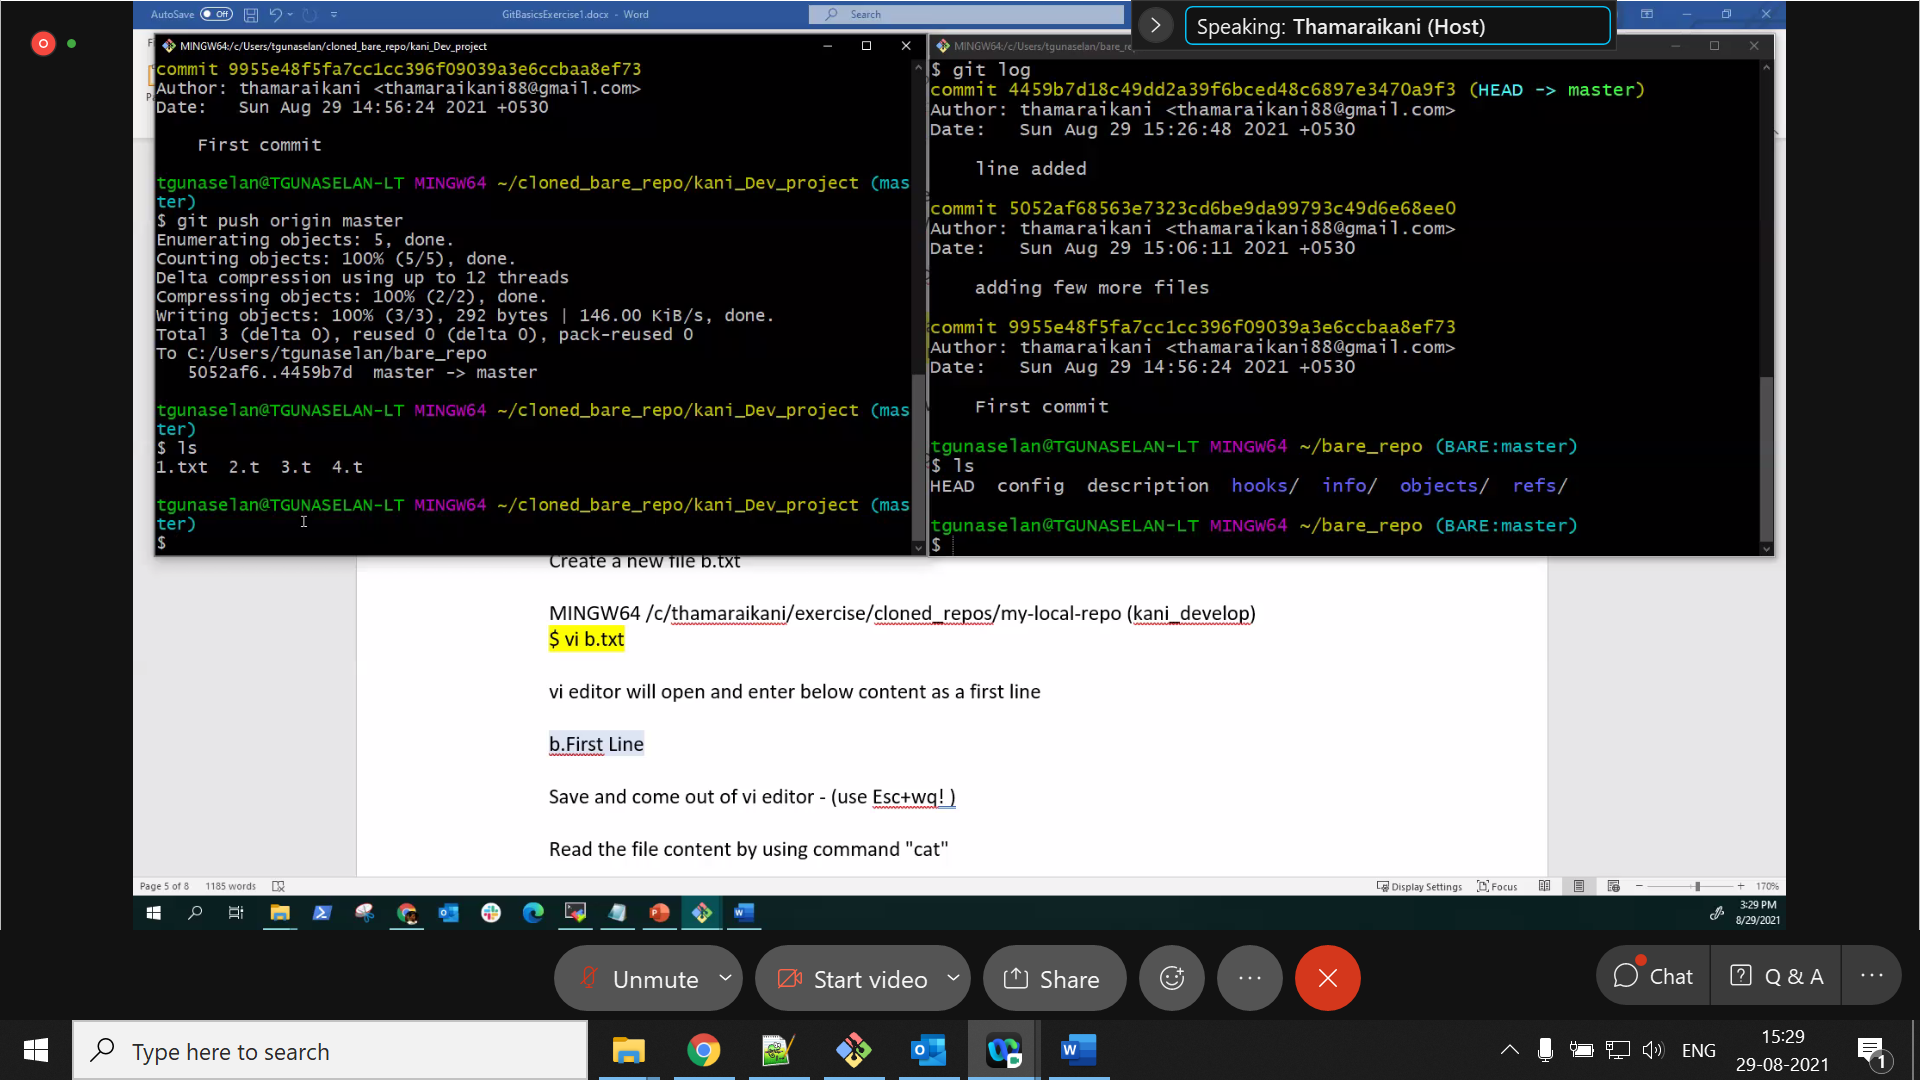 AutoSave Off
GitBasicsExercise1.docx - Word
Search
Speaking: Thamaraikani (Host)
MINGW64:/c/Users/tgunaselan/cloned_bare_repo/kani_Dev_project
commit 9955e48f5fa7cc1cc396f09039a3e6ccbaa8ef73
Author: thamaraikani <thamaraikani88@gmail.com>
Date:   Sun Aug 29 14:56:24 2021 +0530
First commit
tgunaselan@TGUNASELAN-LT MINGW64 ~/cloned_bare_repo/kani_Dev_project (mas
ter)
$ git push origin master
Enumerating objects: 5, done.
Counting objects: 100% (5/5), done.
Delta compression using up to 12 threads
Compressing objects: 100% (2/2), done.
Writing objects: 100% (3/3), 292 bytes | 146.00 KiB/s, done.
Total 3 (delta 0), reused 0 (delta 0), pack-reused 0
To C:/Users/tgunaselan/bare_repo
5052af6..4459b7d  master -> master
tgunaselan@TGUNASELAN-LT MINGW64 ~/cloned_bare_repo/kani_Dev_project (mas
ter)
$ ls
1.txt  2.t  3.t  4.t
tgunaselan@TGUNASELAN-LT MINGW64 ~/cloned_bare_repo/kani_Dev_project (mas
ter)
$
MINGW64:/c/Users/tgunaselan/bare_re
$ git log
commit 4459b7d18c49dd2a39f6bced48c6897e3470a9f3 (HEAD -> master)
Author: thamaraikani <thamaraikani88@gmail.com>
Date:   Sun Aug 29 15:26:48 2021 +0530
line added
commit 5052af68563e7323cd6be9da99793c49d6e68ee0
Author: thamaraikani <thamaraikani88@gmail.com>
Date:   Sun Aug 29 15:06:11 2021 +0530
adding few more files
commit 9955e48f5fa7cc1cc396f09039a3e6ccbaa8ef73
Author: thamaraikani <thamaraikani88@gmail.com>
Date:   Sun Aug 29 14:56:24 2021 +0530
First commit
tgunaselan@TGUNASELAN-LT MINGW64 ~/bare_repo (BARE:master)
$ ls
HEAD  config  description  hooks/  info/  objects/  refs/
tgunaselan@TGUNASELAN-LT MINGW64 ~/bare_repo (BARE:master)
$
Create a new file b.txt
MINGW64 /c/thamaraikani/exercise/cloned_repos/my-local-repo (kani_develop)
$ vi b.txt
vi editor will open and enter below content as a first line
b.First Line
Save and come out of vi editor - (use Esc+wq! )
Read the file content by using command "cat"
Page 5 of 8 1185 words
Display Settings Focus 170%
3:29 PM
8/29/2021
Unmute Start video Share
Chat Q & A
Type here to search
ENG
15:29
29-08-2021
1